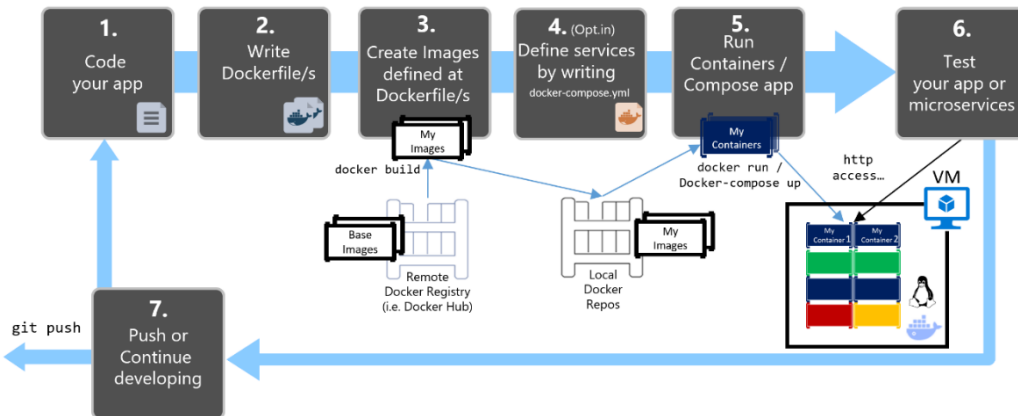 1.
Code
your app
2.
Write
Dockerfile/s
3.
Create Images
defined at
Dockerfile/s
My
Images
docker build
4. (Opt.in)
Define services
by writing
docker-compose.yml
5.
Run
Containers /
Compose app
My
Containers
docker run /
Docker-compose up
6.
Test
your app or
microservices
http
access…
VM
My
Container 1
My
Container 2
Base
Images
Remote
Docker Registry
(i.e. Docker Hub)
My
Images
Local
Docker
Repos
7.
Push or
Continue
developing
git push